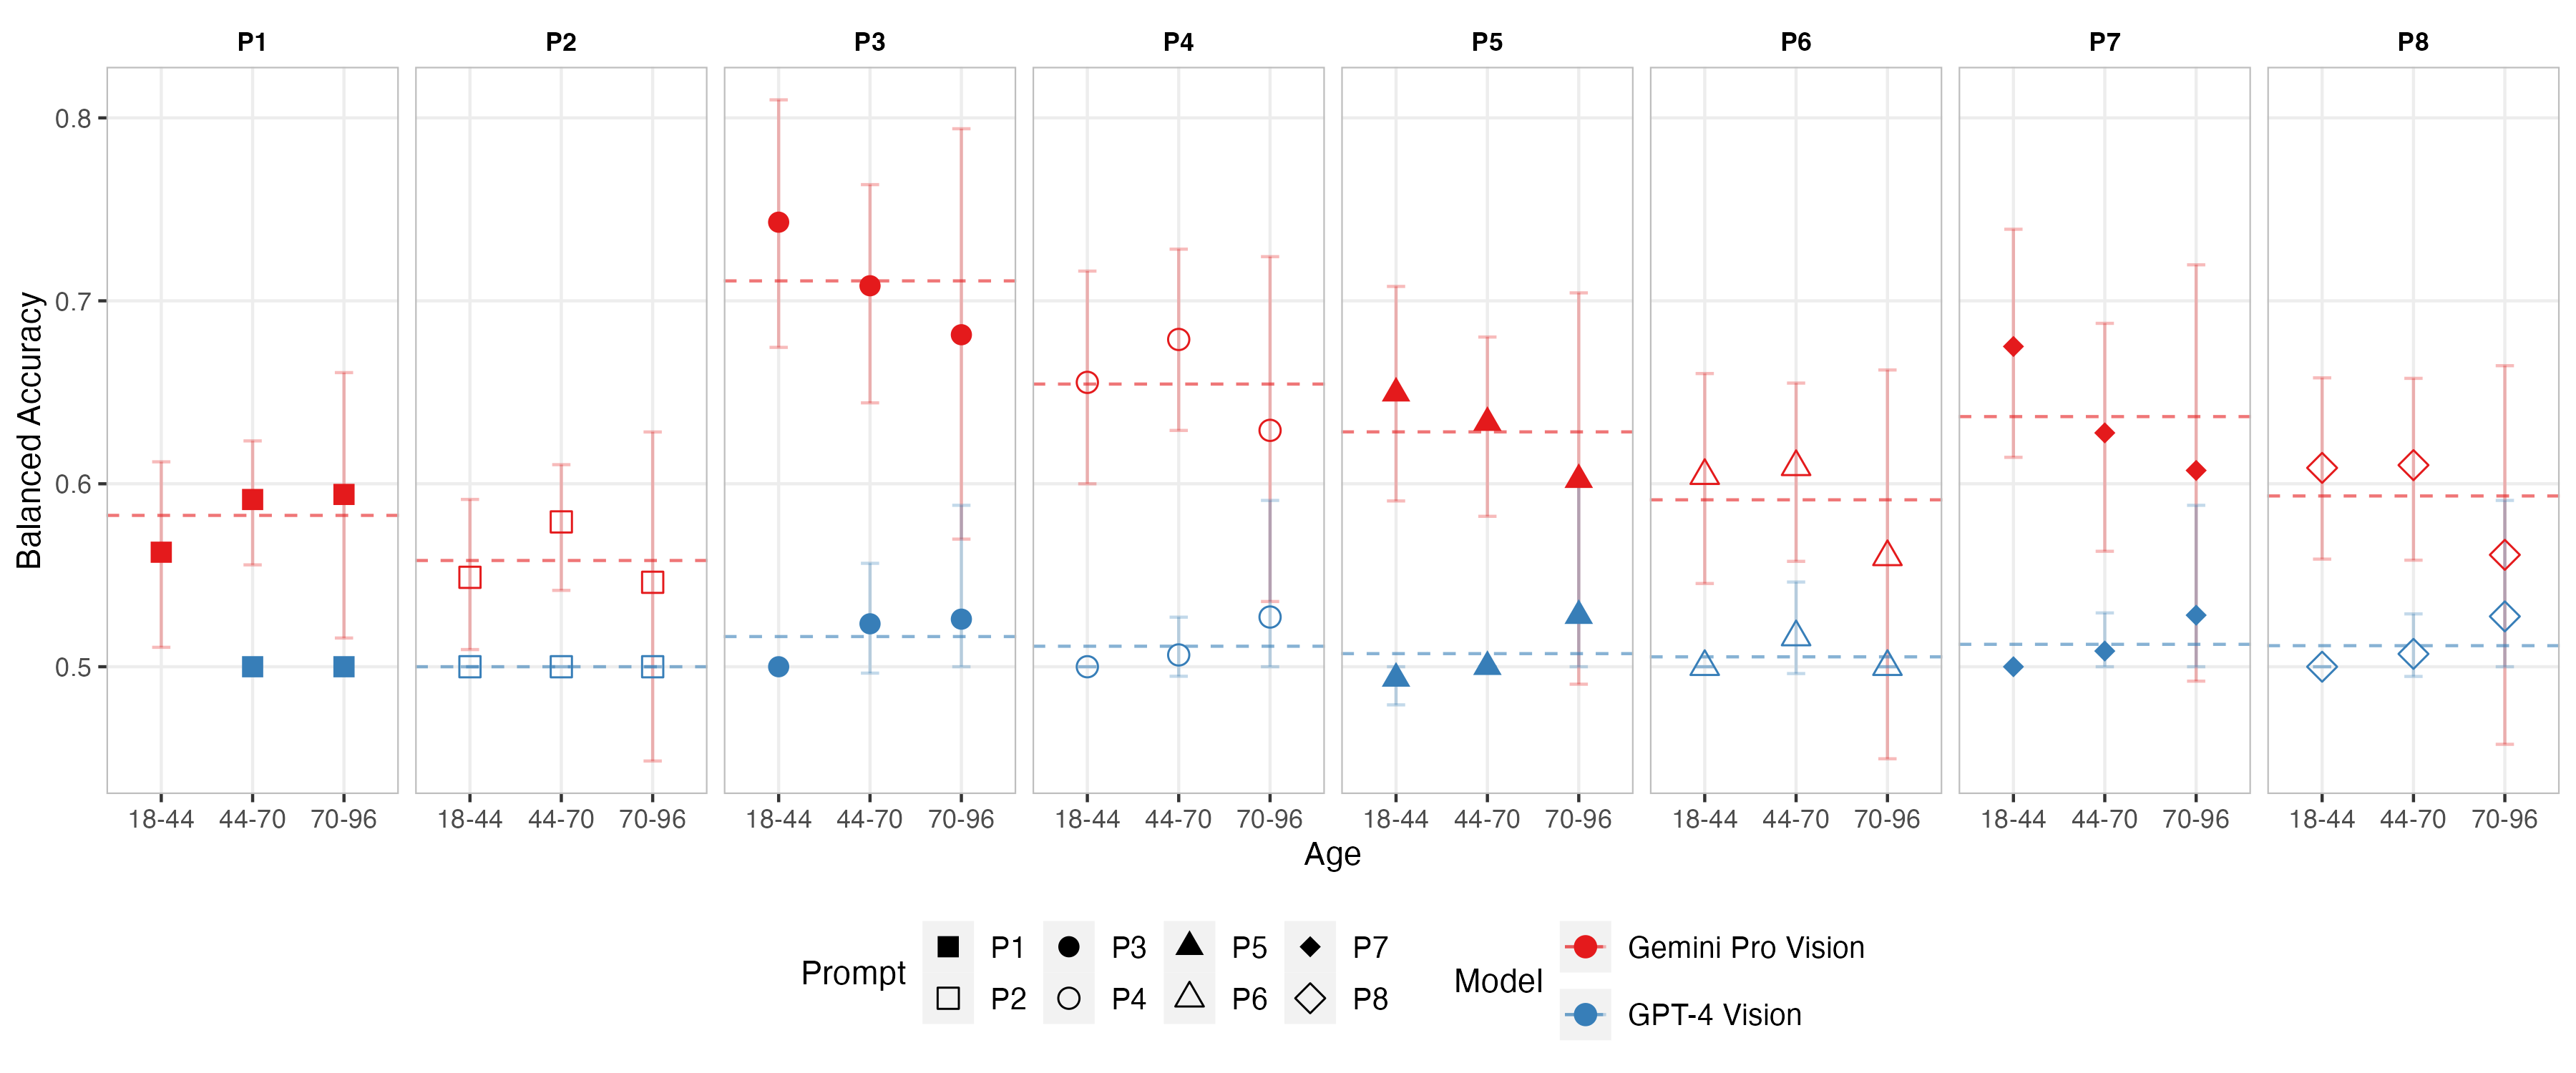 P1 P2 P3 P4 P5 P6 P7 P8
Balanced Accuracy
0.8
0.7
0.6
0.5
18-44 44-70 70-96 18-44 44-70 70-96 18-44 44-70 70-96 18-44 44-70 70-96 18-44 44-70 70-96 18-44 44-70 70-96 18-44 44-70 70-96 18-44 44-70 70-96
Age
Prompt
P1 P3 P5 P7
P2 P4 P6 P8
Model
Gemini Pro Vision
GPT-4 Vision